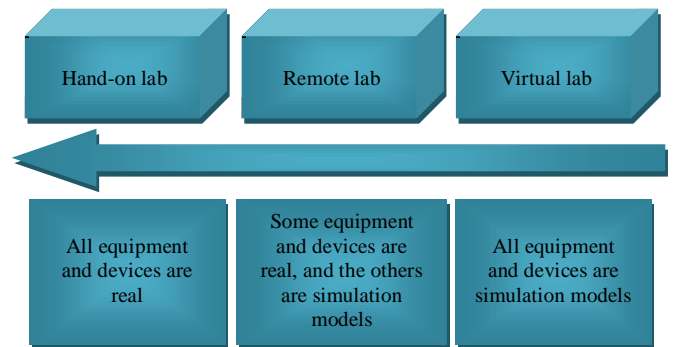 Hand-on lab
Remote lab
Virtual lab
All equipment
and devices are
real
Some equipment
and devices are
real, and the others
are simulation
models
All equipment
and devices are
simulation models